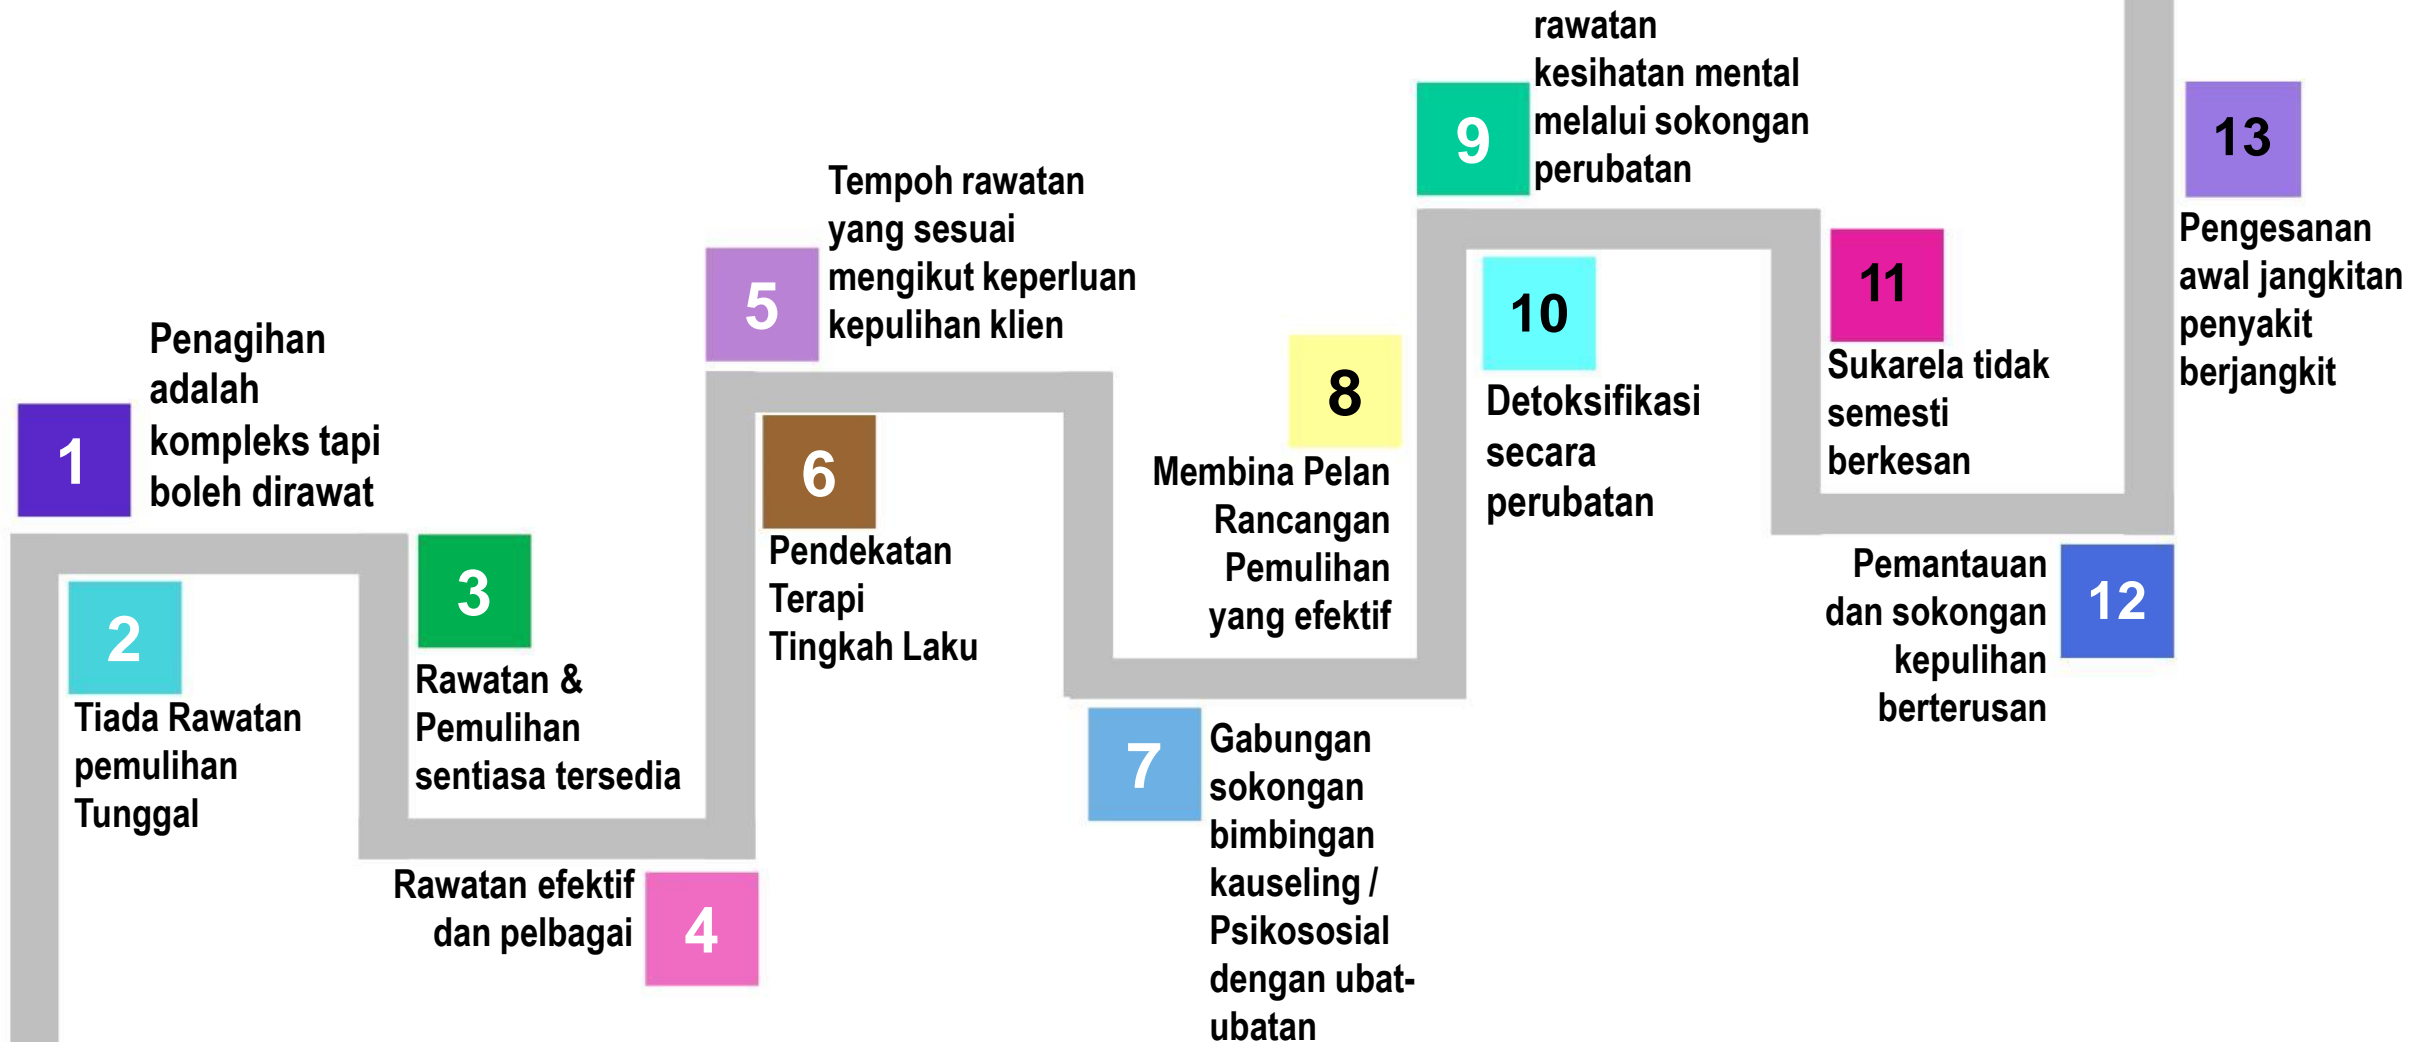 1
Penagihan
adalah
kompleks tapi
boleh dirawat
2
Tiada Rawatan
pemulihan
Tunggal
3
Rawatan &
Pemulihan
sentiasa tersedia
4
Rawatan efektif
dan pelbagai
5
Tempoh rawatan
yang sesuai
mengikut keperluan
kepulihan klien
6
Pendekatan
Terapi
Tingkah Laku
7
Gabungan
sokongan
bimbingan
kauseling /
Psikososial
dengan ubat-
ubatan
8
Membina Pelan
Rancangan
Pemulihan
yang efektif
9
rawatan
kesihatan mental
melalui sokongan
perubatan
10
Detoksifikasi
secara
perubatan
11
Sukarela tidak
semesti
berkesan
12
Pemantauan
dan sokongan
kepulihan
berterusan
13
Pengesanan
awal jangkitan
penyakit
berjangkit